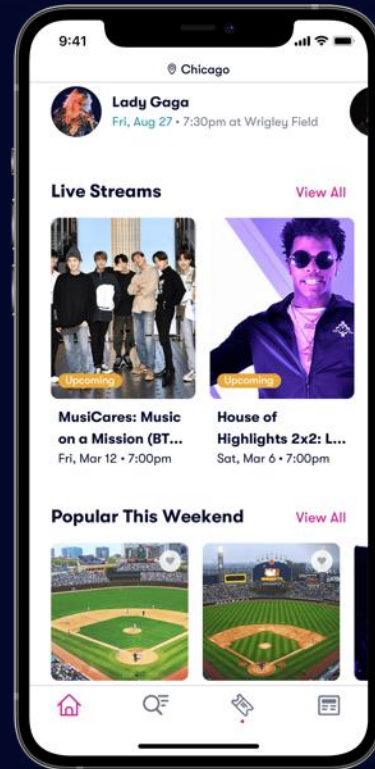 9:41
Chicago
Lady Gaga
Fri, Aug 27 • 7:30pm at Wrigley Field
Live Streams View All
Upcoming
Upcoming
MusiCares: Music
on a Mission (BT...
Fri, Mar 12 • 7:00pm
House of
Highlights 2x2: L...
Sat, Mar 6 • 7:00pm
Popular This Weekend View All